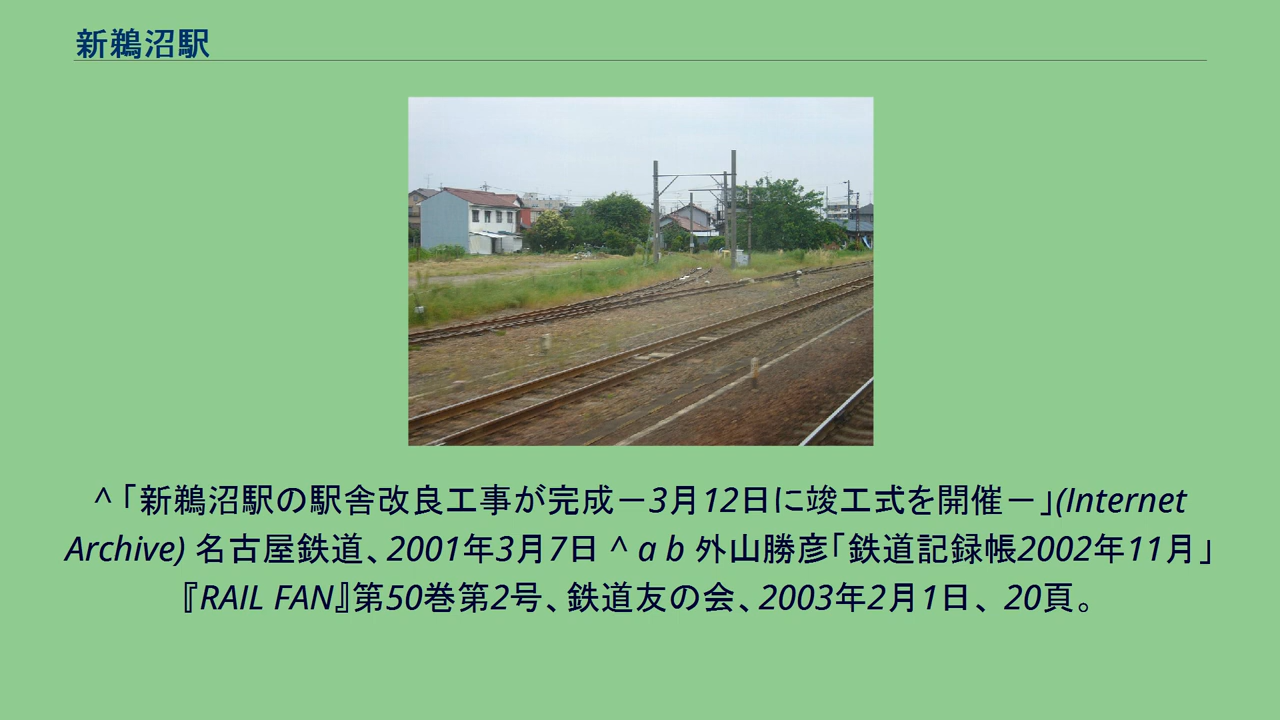 新鵜沼駅
^「新鵜沼駅の駅舎改良工事が完成－3月12日に竣工式を開催－」(Internet
Archive) 名古屋鉄道、2001年3月7日 ^ a b 外山勝彦「鉄道記録帳2002年11月」
『RAIL FAN』第50巻第2号、鉄道友の会、2003年2月1日、20頁。